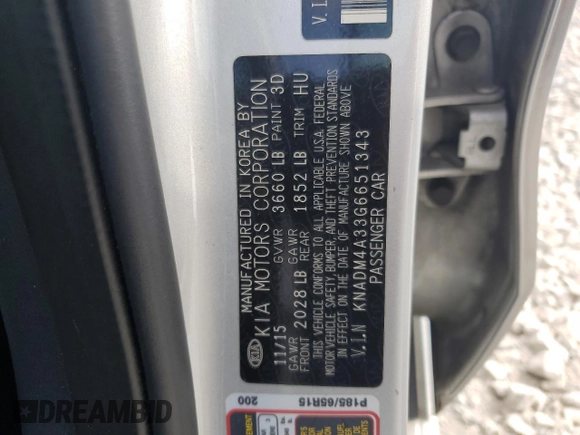 V.I.N
MANUFACTURED IN KOREA BY
KIA MOTORS CORPORATION
KIA
11/15 GVWR 3660 LB PAINT 3D
GAWR FRONT 2028 LB GAWR REAR 1852 LB TRIM HU
THIS VEHICLE CONFORMS TO ALL APPLICABLE U.S.A. FEDERAL
MOTOR VEHICLE SAFETY, BUMPER, AND THEFT PREVENTION STANDARDS
IN EFFECT ON THE DATE OF MANUFACTURE SHOWN ABOVE
V.I.N KNADM4A33G6651343
PASSENGER CAR
P185/65R15
200
DREAMBID